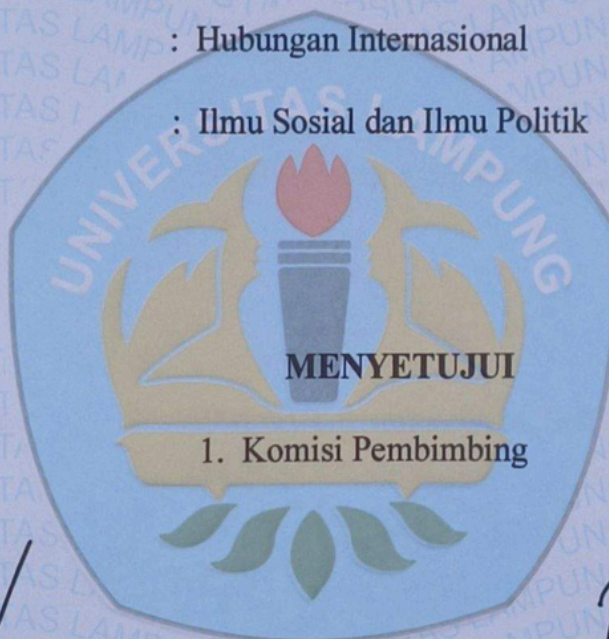 : Hubungan Internasional
: Ilmu Sosial dan Ilmu Politik
UNIVERSITAS LAMPUNG
MENYETUJUI
1. Komisi Pembimbing